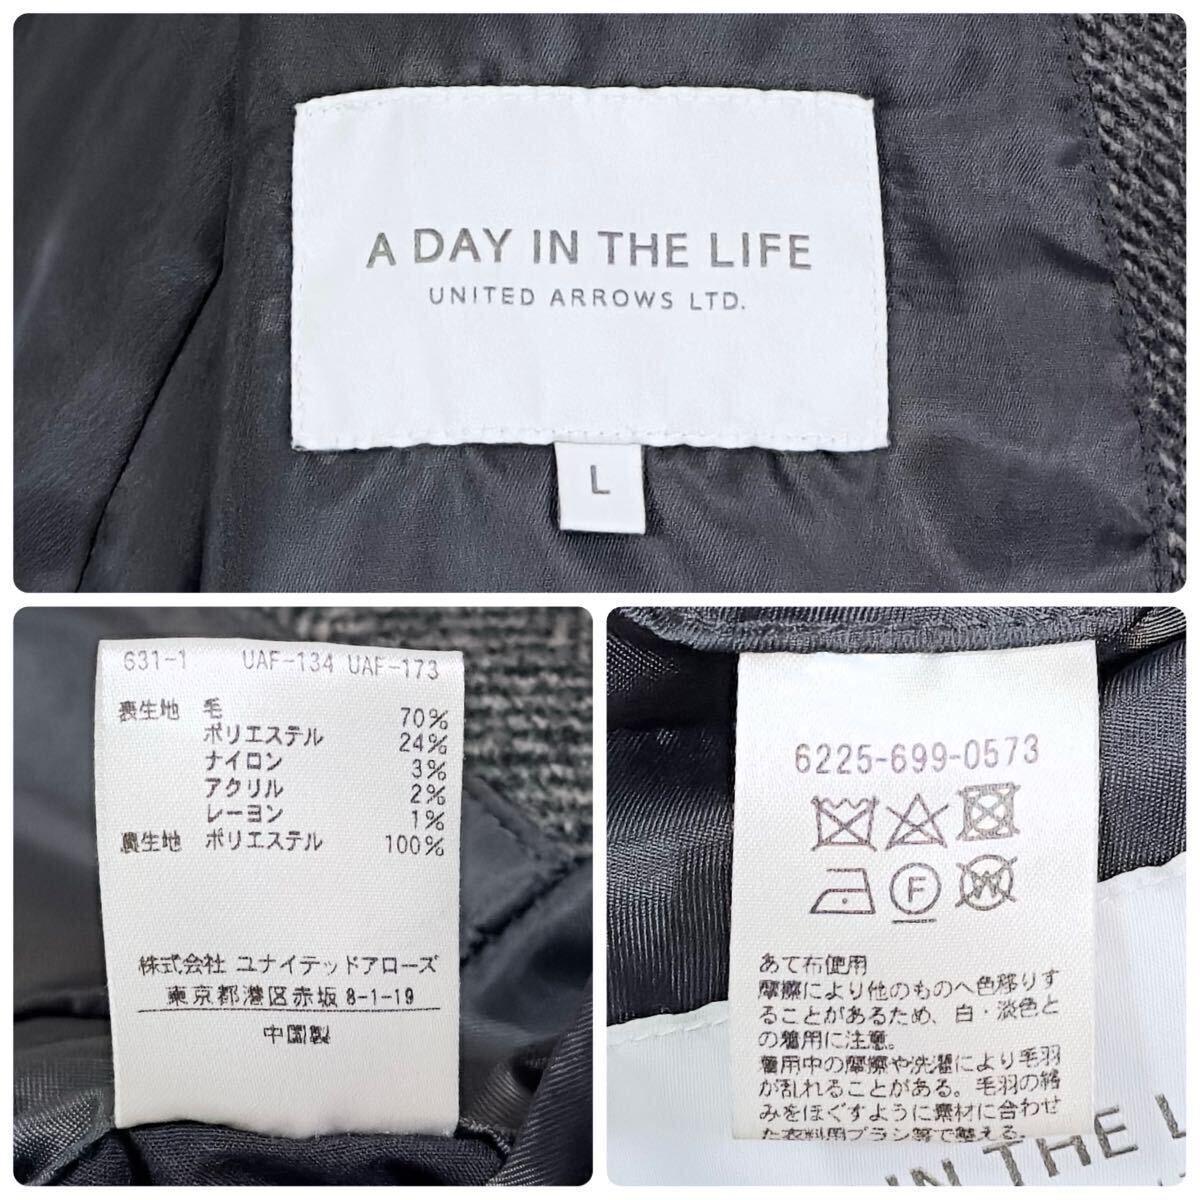 A DAY IN THE LIFE
UNITED ARROWS LTD.
L
631-1 UAF-134 UAF-173
表生地 毛 70%
ポリエステル 24%
ナイロン 3%
アクリル 2%
レーヨン 1%
裏生地 ポリエステル 100%
株式会社 ユナイテッドアローズ
東京都港区赤坂8-1-19
中国製
6225-699-0573
F
W
あて布使用
摩擦により他のものへ色移りす
ることがあるため、白・淡色と
の着用に注意。
着用中の摩擦や洗濯により毛羽
が乱れることがある。毛羽の絡
みをほぐすように素材に合わせ
た衣料用ブラシ等で整える。
IN THE L